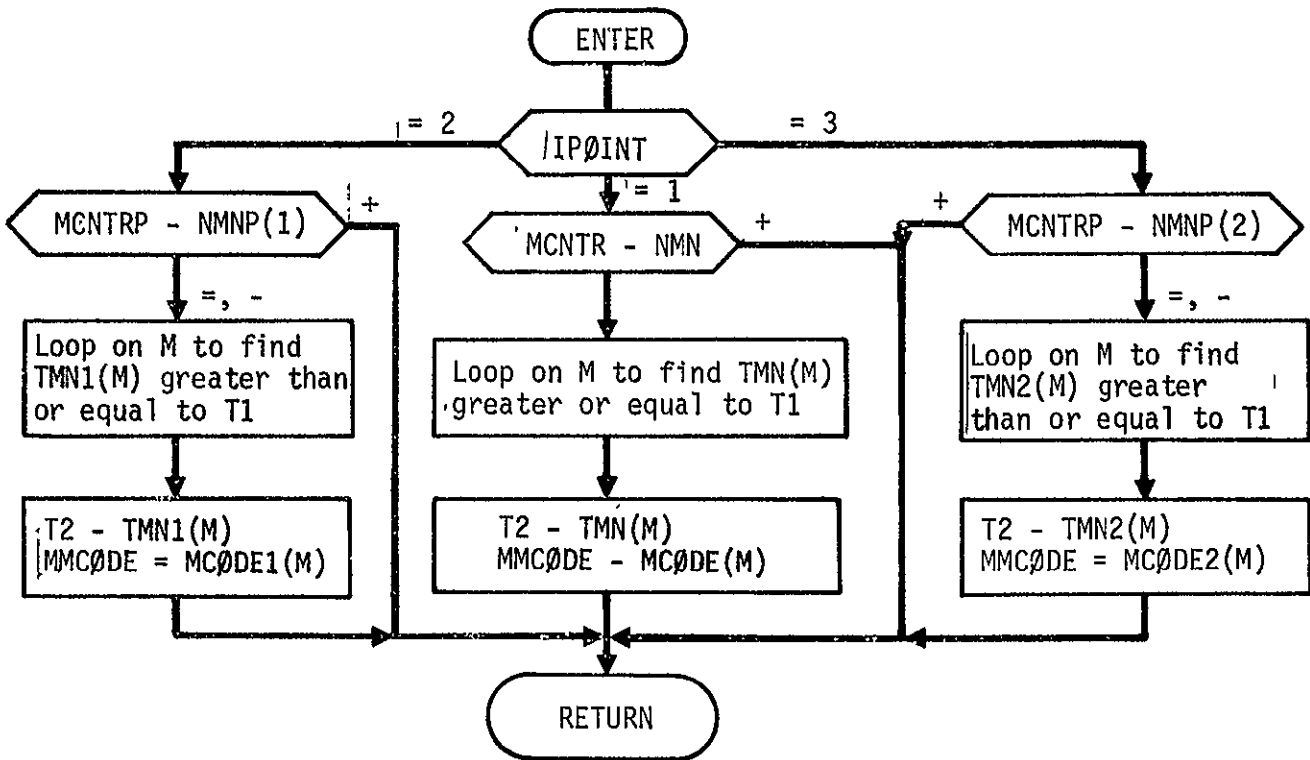 ENTER
= 2
IPØINT
= 3
= 1
MCNTRP - NMNP(1)
+
MCNTR - NMN
+
+
MCNTRP - NMNP(2)
=, -
=, -
Loop on M to find
TMN1(M) greater than
or equal to T1
Loop on M to find TMN(M)
greater or equal to T1
Loop on M to find
TMN2(M) greater
than or equal to T1
T2 - TMN1(M)
MMCØDE = MCØDE1(M)
T2 - TMN(M)
MMCØDE - MCØDE(M)
T2 - TMN2(M)
MMCØDE = MCØDE2(M)
RETURN